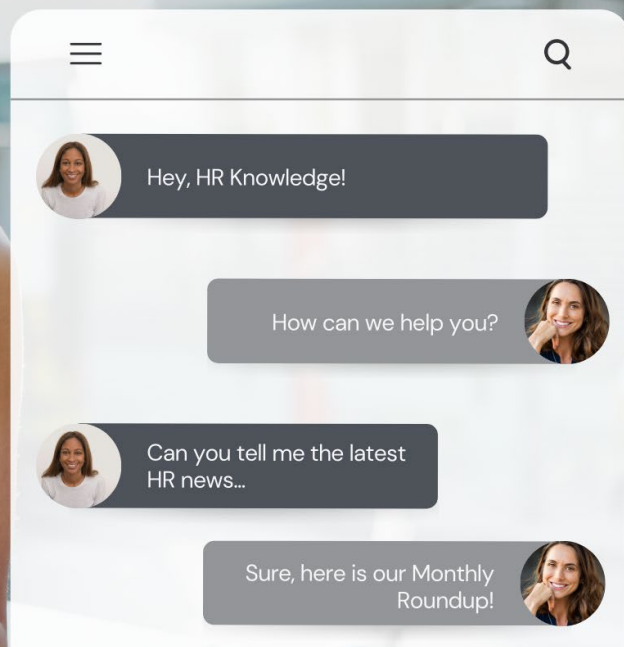 Hey, HR Knowledge!
How can we help you?
Can you tell me the latest
HR news...
Sure, here is our Monthly
Roundup!